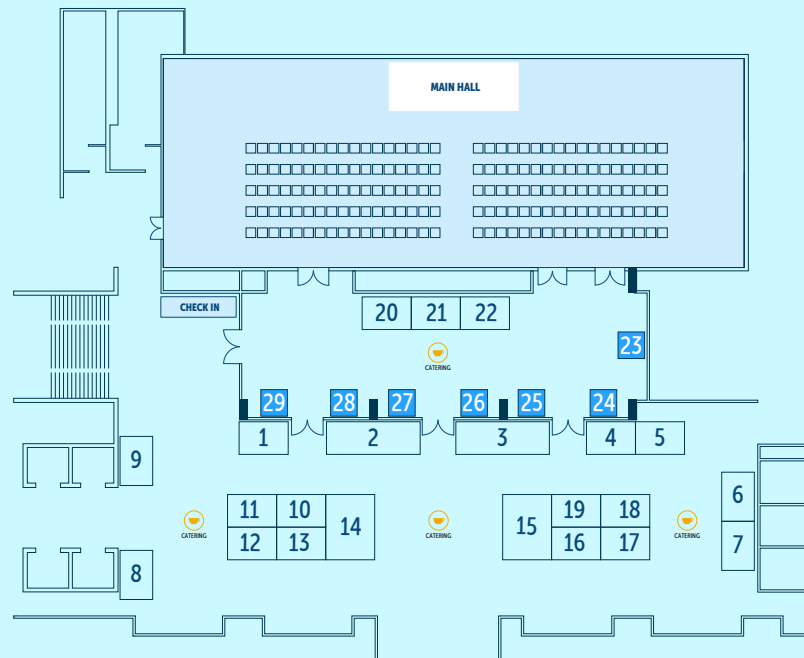 MAIN HALL
CHECK IN
20 21 22
23
CATERING
29 28 27 26 25 24
1 2 3 4 5
9
6
11 10 14 15 19 18
CATERING CATERING CATERING
12 13 16 17 7
8